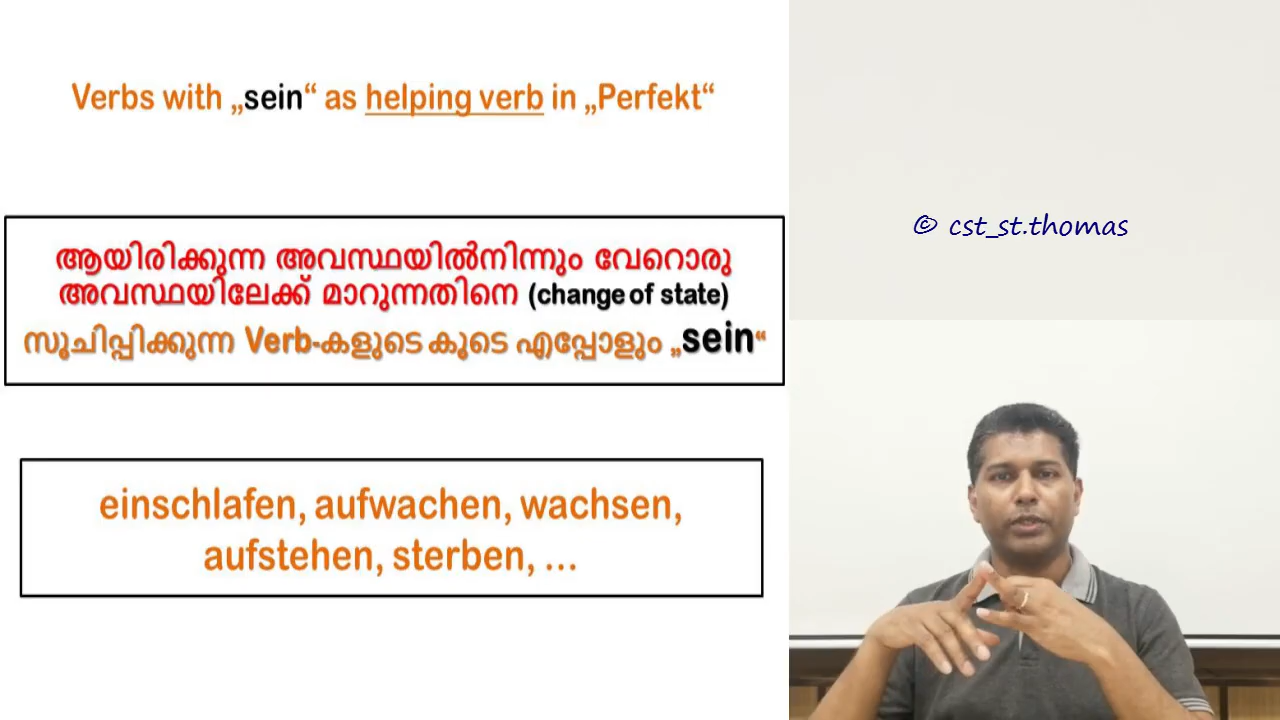 Verbs with „sein“ as helping verb in „Perfekt“
© cst_st.thomas
ആയിരിക്കുന്ന അവസ്ഥയിൽനിന്നും വേറൊരു
അവസ്ഥയിലേക്ക് മാറുന്നതിനെ (change of state)
സൂചിപ്പിക്കുന്ന Verb-കളുടെ കൂടെ എപ്പോളും „sein“
einschlafen, aufwachen, wachsen,
aufstehen, sterben, ...